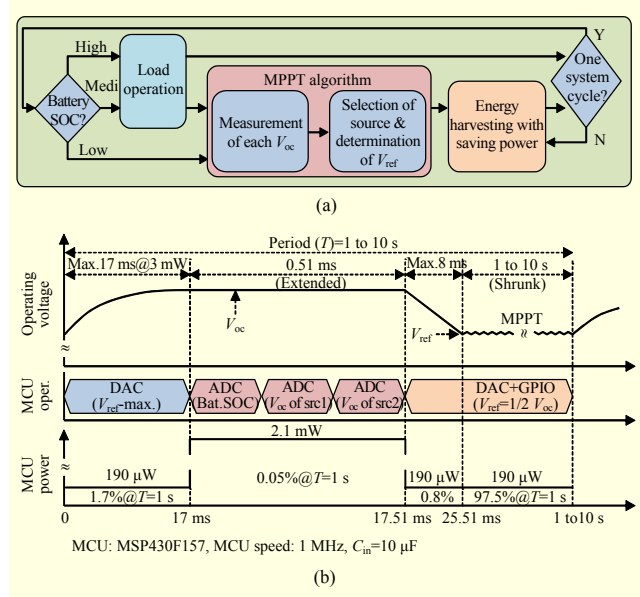 High
Medi
Low
Battery
SOC?
Load
operation
MPPT algorithm
Measurement
of each Voc
Selection of
source &
determination
of Vref
Energy
harvesting with
saving power
One
system
cycle?
Y
N
(a)
Period (T)=1 to 10 s
Max.17 ms@3 mW
0.51 ms
(Extended)
Max.8 ms
1 to 10 s
(Shrunk)
Operating
voltage
Voc
Vref
MPPT
MCU
oper.
DAC
(Vref-max.)
ADC
(Bat.SOC)
ADC
(Voc of src1)
ADC
(Voc of src2)
DAC+GPIO
(Vref=1/2 Voc)
MCU
power
2.1 mW
190 µW
1.7%@T=1 s
0.05%@T=1 s
190 µW
0.8%
190 µW
97.5%@T=1 s
0
17 ms
17.51 ms
25.51 ms
1 to10 s
MCU: MSP430F157, MCU speed: 1 MHz, Cin=10 µF
(b)